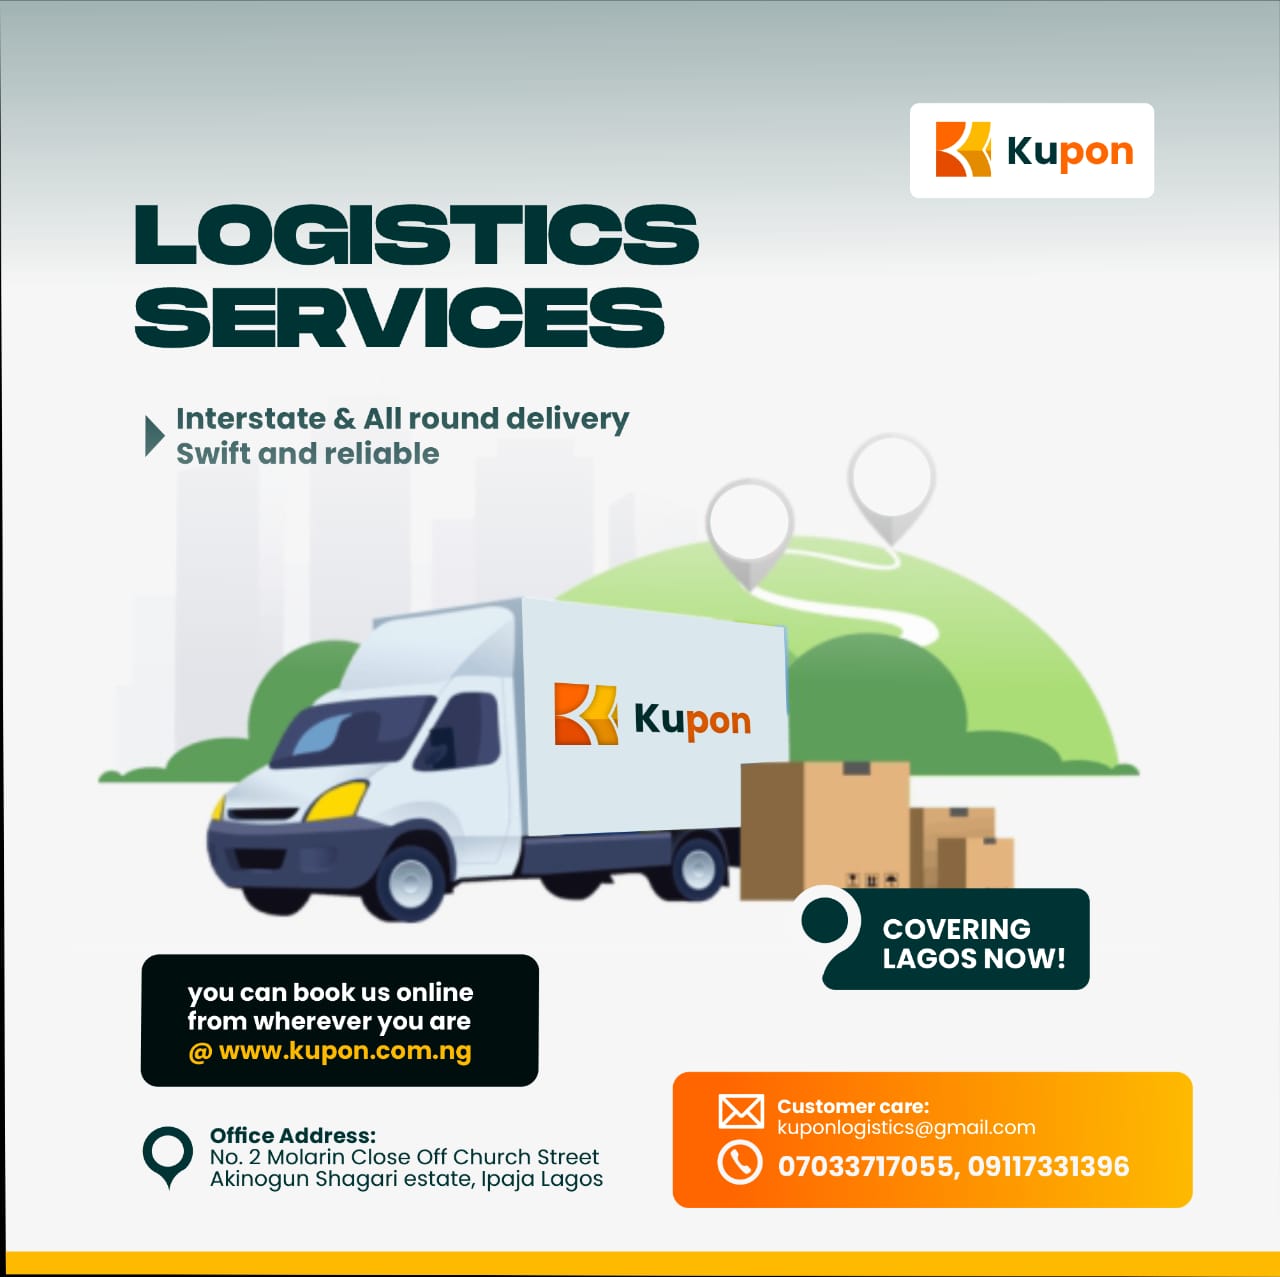 Kupon
LOGISTICS
SERVICES
Interstate & All round delivery
Swift and reliable
Kupon
COVERING
LAGOS NOW!
you can book us online
from wherever you are
@ www.kupon.com.ng
Office Address:
No. 2 Molarin Close Off Church Street
Akinogun Shagari estate, Ipaja Lagos
Customer care:
kuponlogistics@gmail.com
07033717055, 09117331396